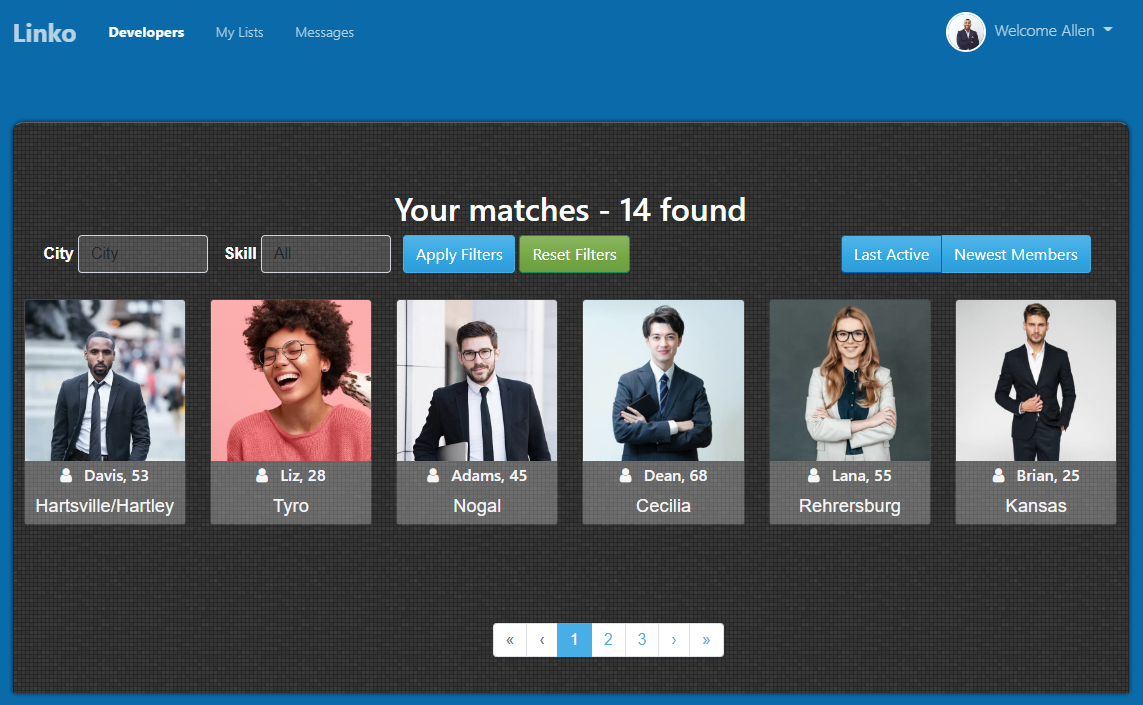 Linko Developers My Lists Messages Welcome Allen
Your matches - 14 found
City City Skill All Apply Filters Reset Filters Last Active Newest Members
Davis, 53 Liz, 28 Adams, 45 Dean, 68 Lana, 55 Brian, 25
Hartsville/Hartley Tyro Nogal Cecilia Rehrersburg Kansas
« ‹ 1 2 3 › »